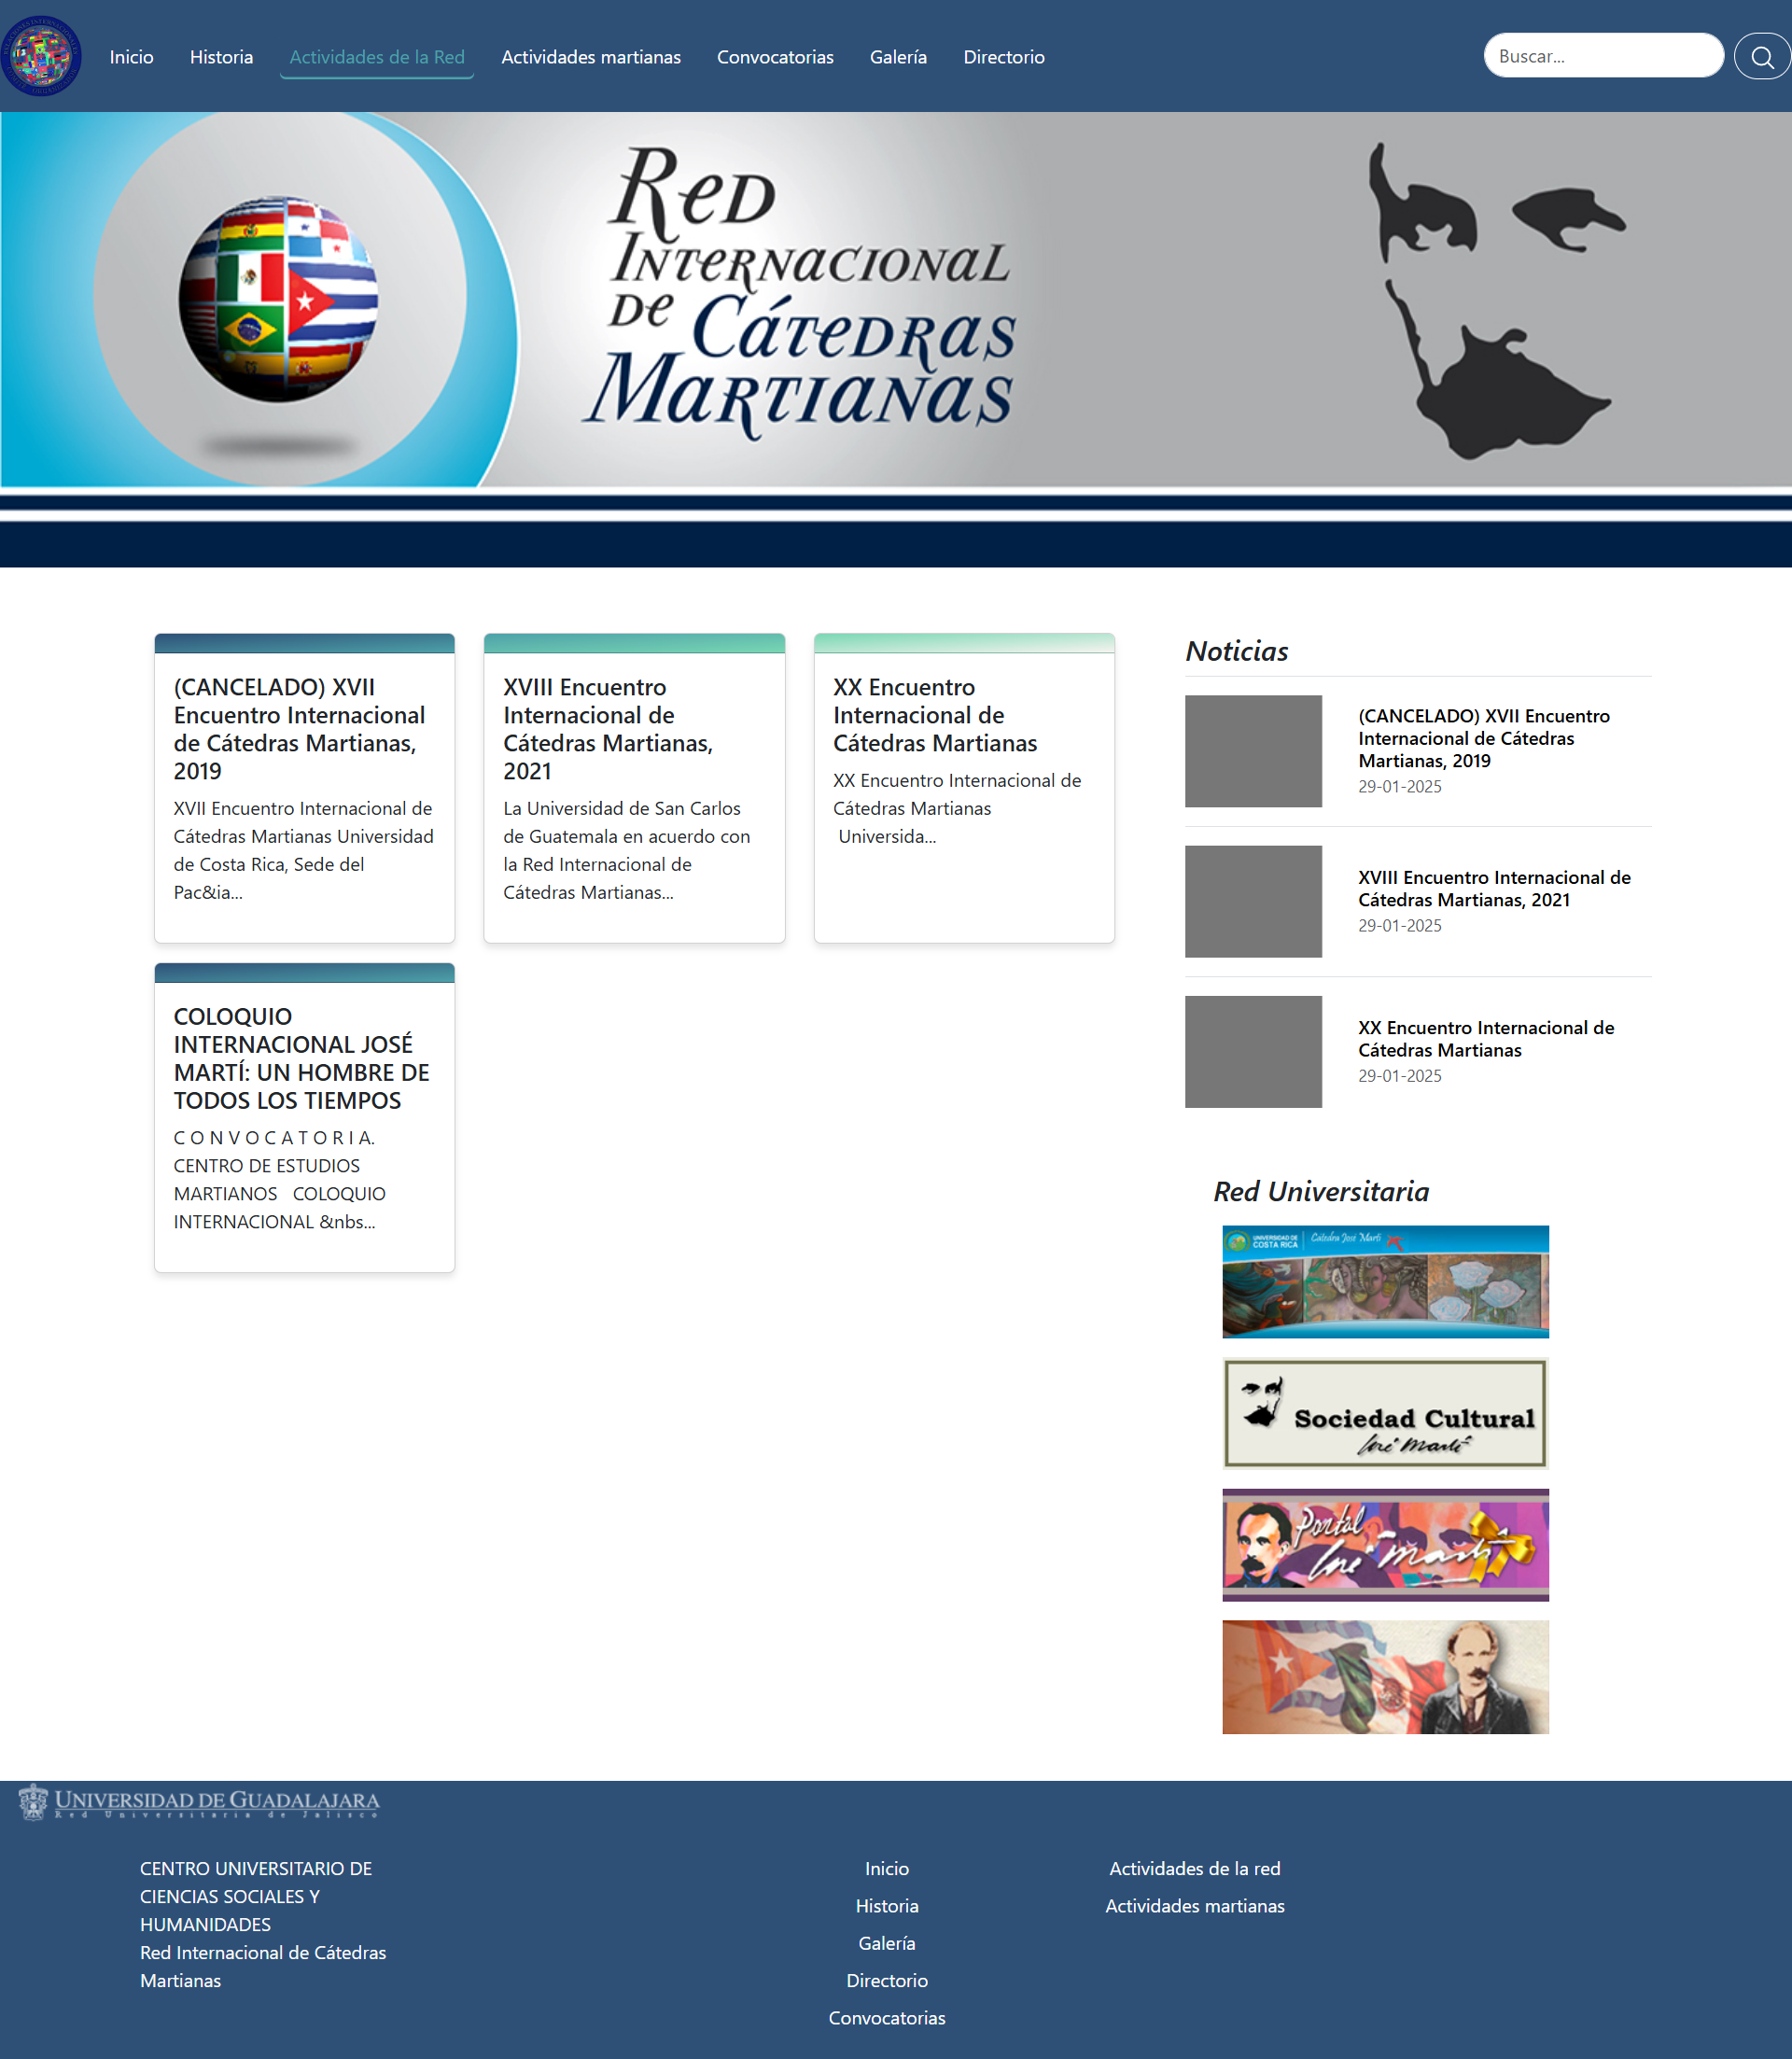 Inicio
Historia
Actividades de la Red
Actividades martianas
Convocatorias
Galería
Directorio
Buscar...
Red
Internacional
de Cátedras
Martianas
(CANCELADO) XVII
Encuentro Internacional
de Cátedras Martianas,
2019
XVII Encuentro Internacional de
Cátedras Martianas Universidad
de Costa Rica, Sede del
Pac&ia...
XVIII Encuentro
Internacional de
Cátedras Martianas,
2021
La Universidad de San Carlos
de Guatemala en acuerdo con
la Red Internacional de
Cátedras Martianas...
XX Encuentro
Internacional de
Cátedras Martianas
XX Encuentro Internacional de
Cátedras Martianas
Universida...
COLOQUIO
INTERNACIONAL JOSÉ
MARTÍ: UN HOMBRE DE
TODOS LOS TIEMPOS
C O N V O C A T O R I A.
CENTRO DE ESTUDIOS
MARTIANOS   COLOQUIO
INTERNACIONAL &nbs...
Noticias
(CANCELADO) XVII Encuentro
Internacional de Cátedras
Martianas, 2019
29-01-2025
XVIII Encuentro Internacional de
Cátedras Martianas, 2021
29-01-2025
XX Encuentro Internacional de
Cátedras Martianas
29-01-2025
Red Universitaria
UNIVERSIDAD DE
COSTA RICA
Cátedra José Martí
Sociedad Cultural
José Martí
Portal
José Martí
UNIVERSIDAD DE GUADALAJARA
Red Universitaria de Jalisco
CENTRO UNIVERSITARIO DE
CIENCIAS SOCIALES Y
HUMANIDADES
Red Internacional de Cátedras
Martianas
Inicio
Historia
Galería
Directorio
Convocatorias
Actividades de la red
Actividades martianas